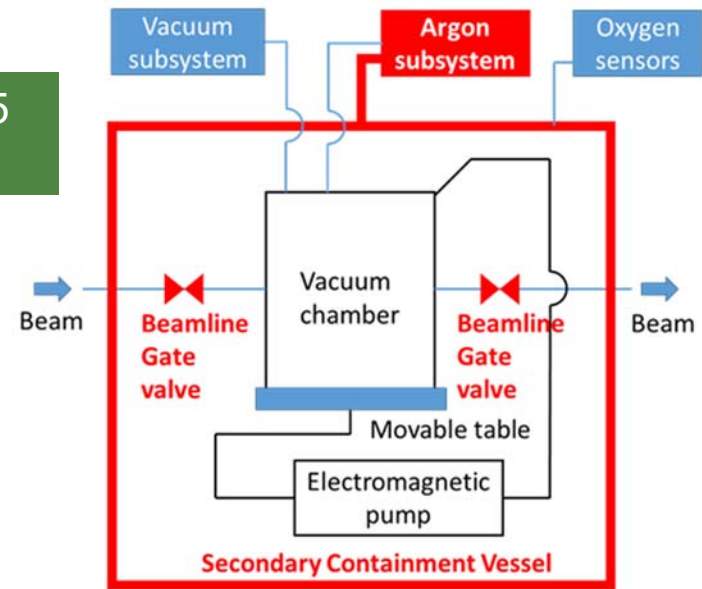 Vacuum
subsystem
Argon
subsystem
Oxygen
sensors
5
Vacuum
chamber
Beam
Beamline
Gate
valve
Beamline
Gate
valve
Beam
Movable table
Electromagnetic
pump
Secondary Containment Vessel